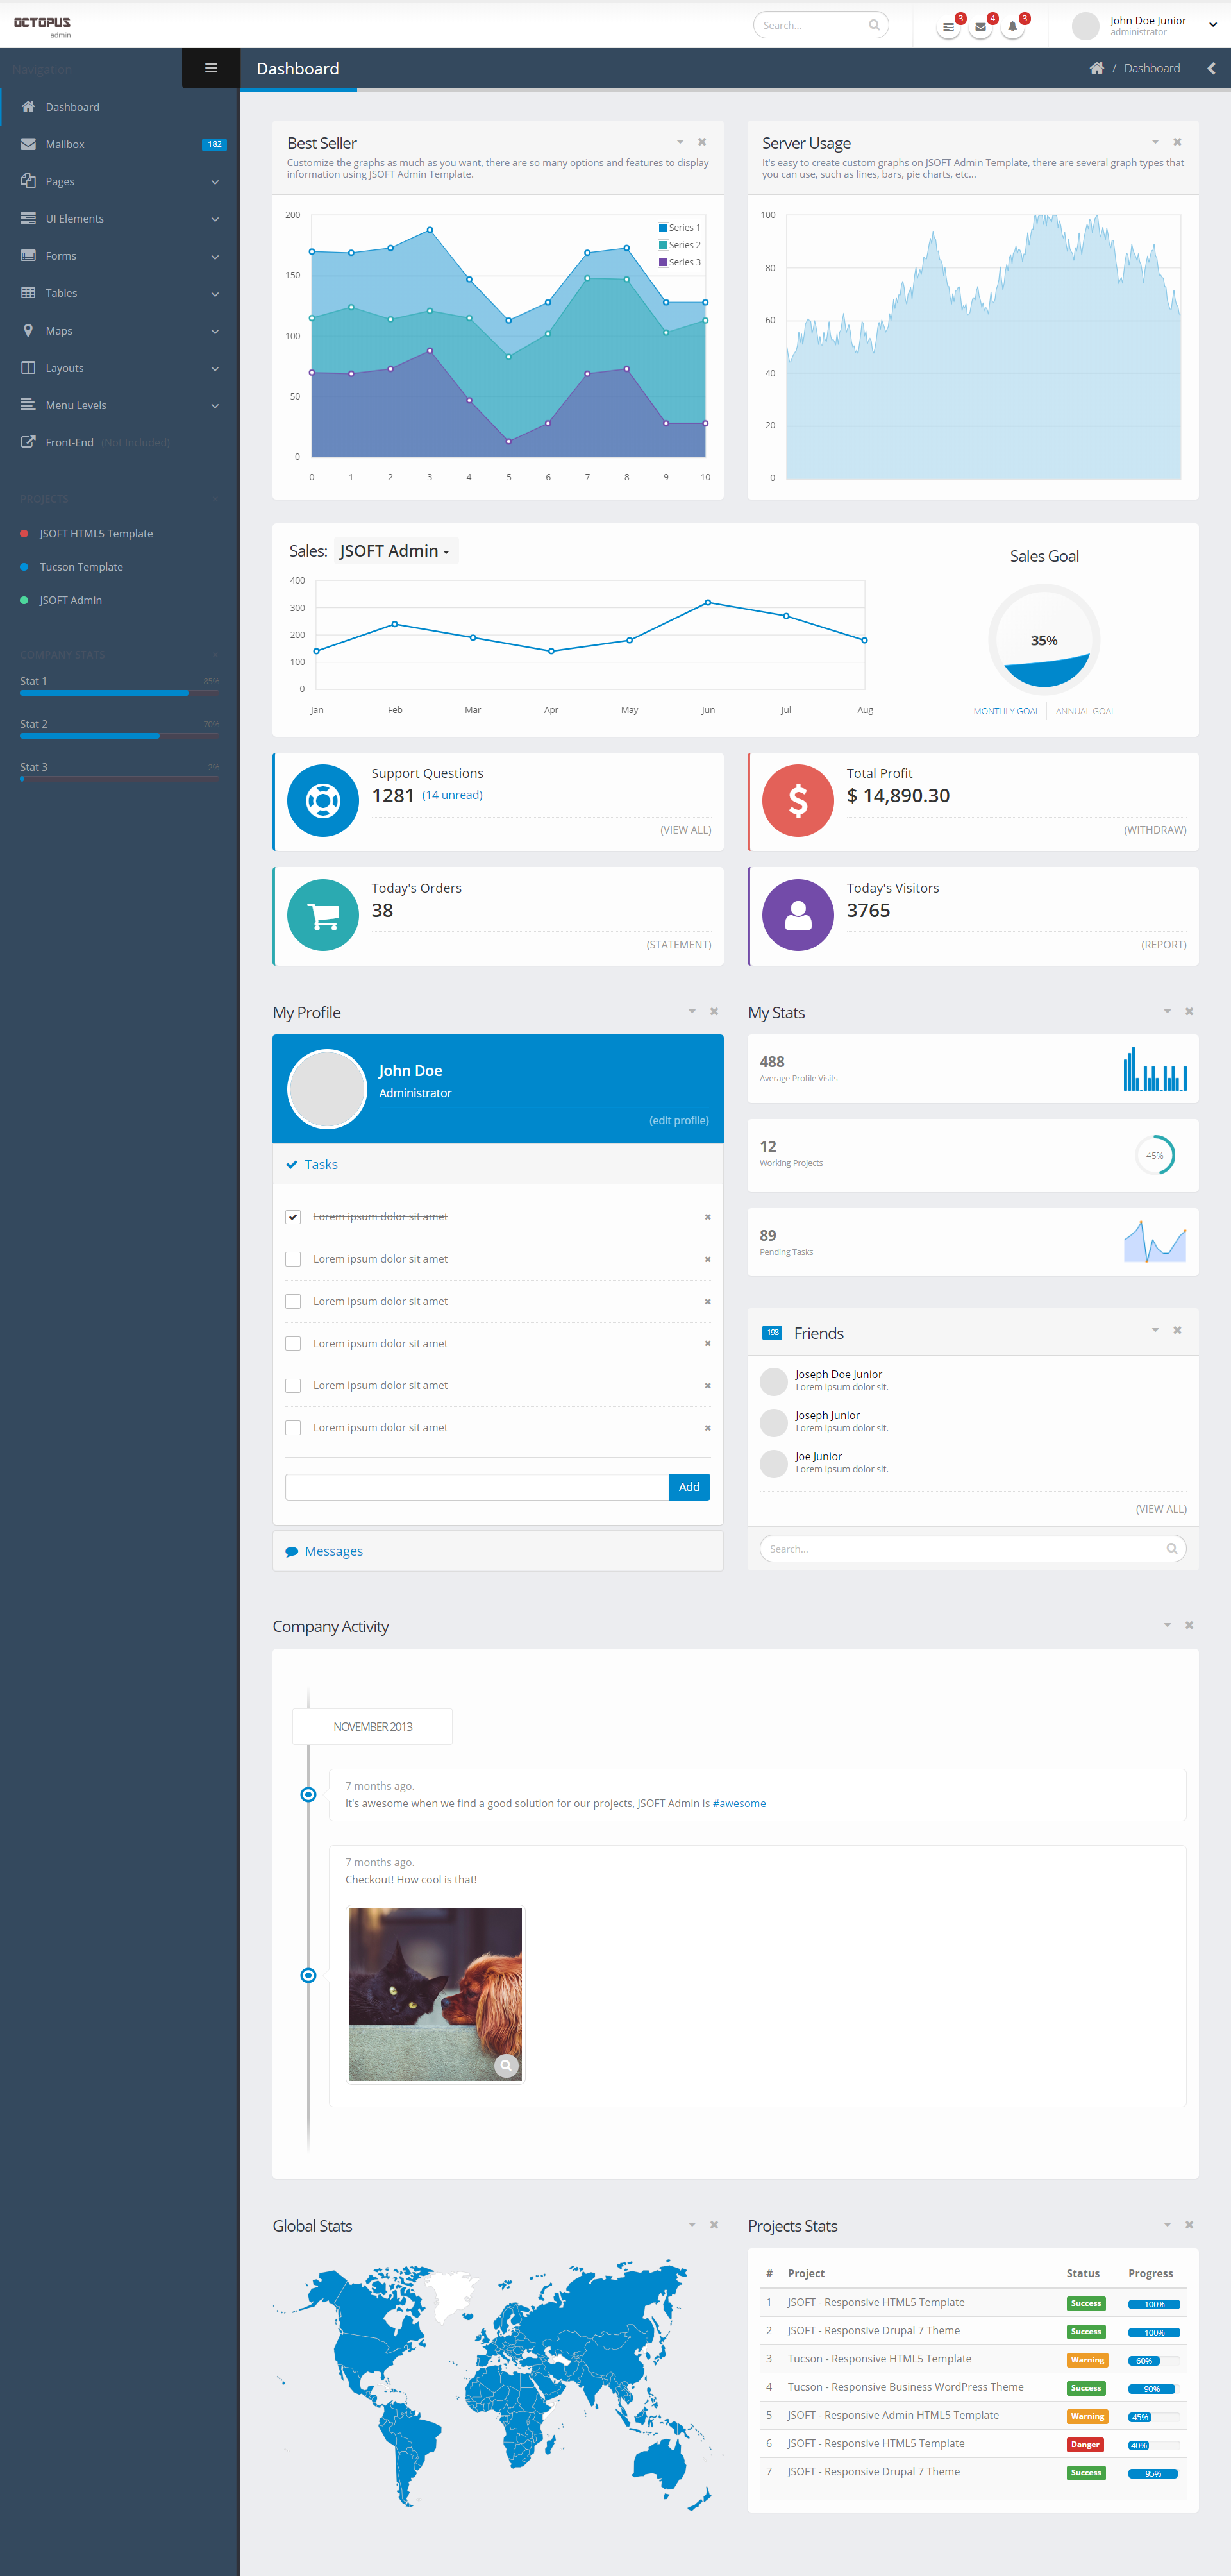 OCTOPUS
admin
Search...
3
4
3
John Doe Junior
administrator
Navigation
Dashboard
/ Dashboard
Dashboard
Mailbox
182
Pages
UI Elements
Forms
Tables
Maps
Layouts
Menu Levels
Front-End (Not Included)
PROJECTS
JSOFT HTML5 Template
Tucson Template
JSOFT Admin
COMPANY STATS
Stat 1 85%
Stat 2 70%
Stat 3 2%
Best Seller
Customize the graphs as much as you want, there are so many options and features to display
information using JSOFT Admin Template.
200
150
100
50
0
0 1 2 3 4 5 6 7 8 9 10
Series 1
Series 2
Series 3
Server Usage
It's easy to create custom graphs on JSOFT Admin Template, there are several graph types that
you can use, such as lines, bars, pie charts, etc...
100
80
60
40
20
0
Sales: JSOFT Admin
400
300
200
100
0
Jan Feb Mar Apr May Jun Jul Aug
Sales Goal
35%
MONTHLY GOAL
ANNUAL GOAL
Support Questions
1281 (14 unread)
(VIEW ALL)
Total Profit
$ 14,890.30
(WITHDRAW)
Today's Orders
38
(STATEMENT)
Today's Visitors
3765
(REPORT)
My Profile
John Doe
Administrator
(edit profile)
Tasks
Lorem ipsum dolor sit amet
Lorem ipsum dolor sit amet
Lorem ipsum dolor sit amet
Lorem ipsum dolor sit amet
Lorem ipsum dolor sit amet
Lorem ipsum dolor sit amet
Add
Messages
My Stats
488
Average Profile Visits
12
Working Projects
45%
89
Pending Tasks
198 Friends
Joseph Doe Junior
Lorem ipsum dolor sit.
Joseph Junior
Lorem ipsum dolor sit.
Joe Junior
Lorem ipsum dolor sit.
(VIEW ALL)
Search...
Company Activity
NOVEMBER 2013
7 months ago.
It's awesome when we find a good solution for our projects, JSOFT Admin is #awesome
7 months ago.
Checkout! How cool is that!
Global Stats
Projects Stats
# Project Status Progress
1 JSOFT - Responsive HTML5 Template Success 100%
2 JSOFT - Responsive Drupal 7 Theme Success 100%
3 Tucson - Responsive HTML5 Template Warning 60%
4 Tucson - Responsive Business WordPress Theme Success 90%
5 JSOFT - Responsive Admin HTML5 Template Warning 45%
6 JSOFT - Responsive HTML5 Template Danger 40%
7 JSOFT - Responsive Drupal 7 Theme Success 95%